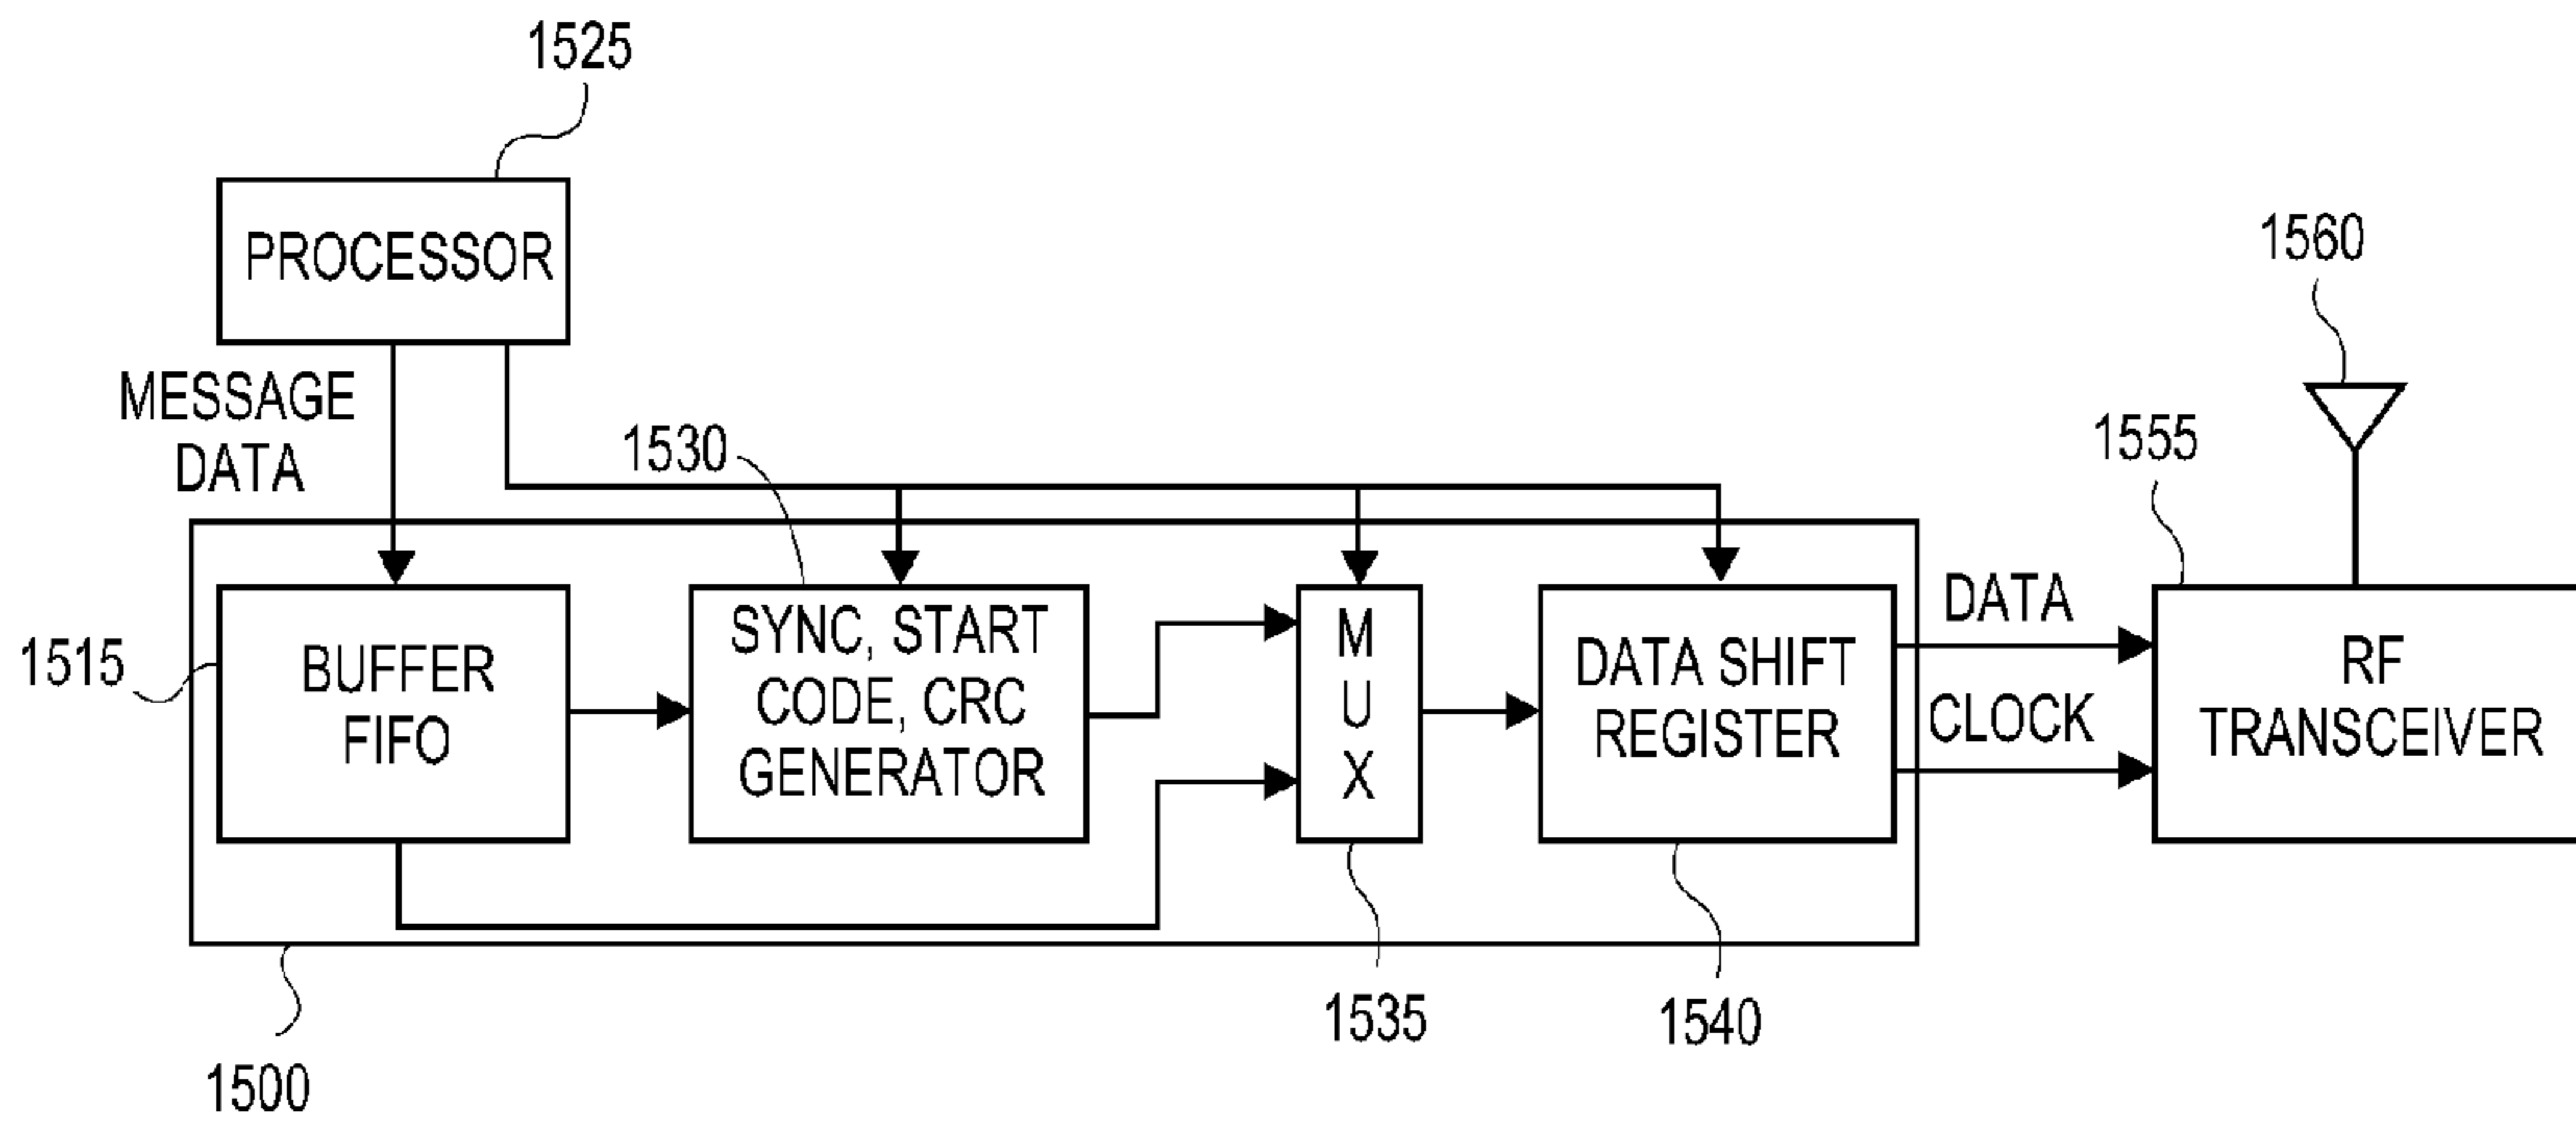 1525
PROCESSOR
1560
MESSAGE
DATA
1530
1555
1515
BUFFER
FIFO
SYNC, START
CODE, CRC
GENERATOR
M
U
X
DATA SHIFT
REGISTER
DATA
CLOCK
RF
TRANSCEIVER
1535
1540
1500